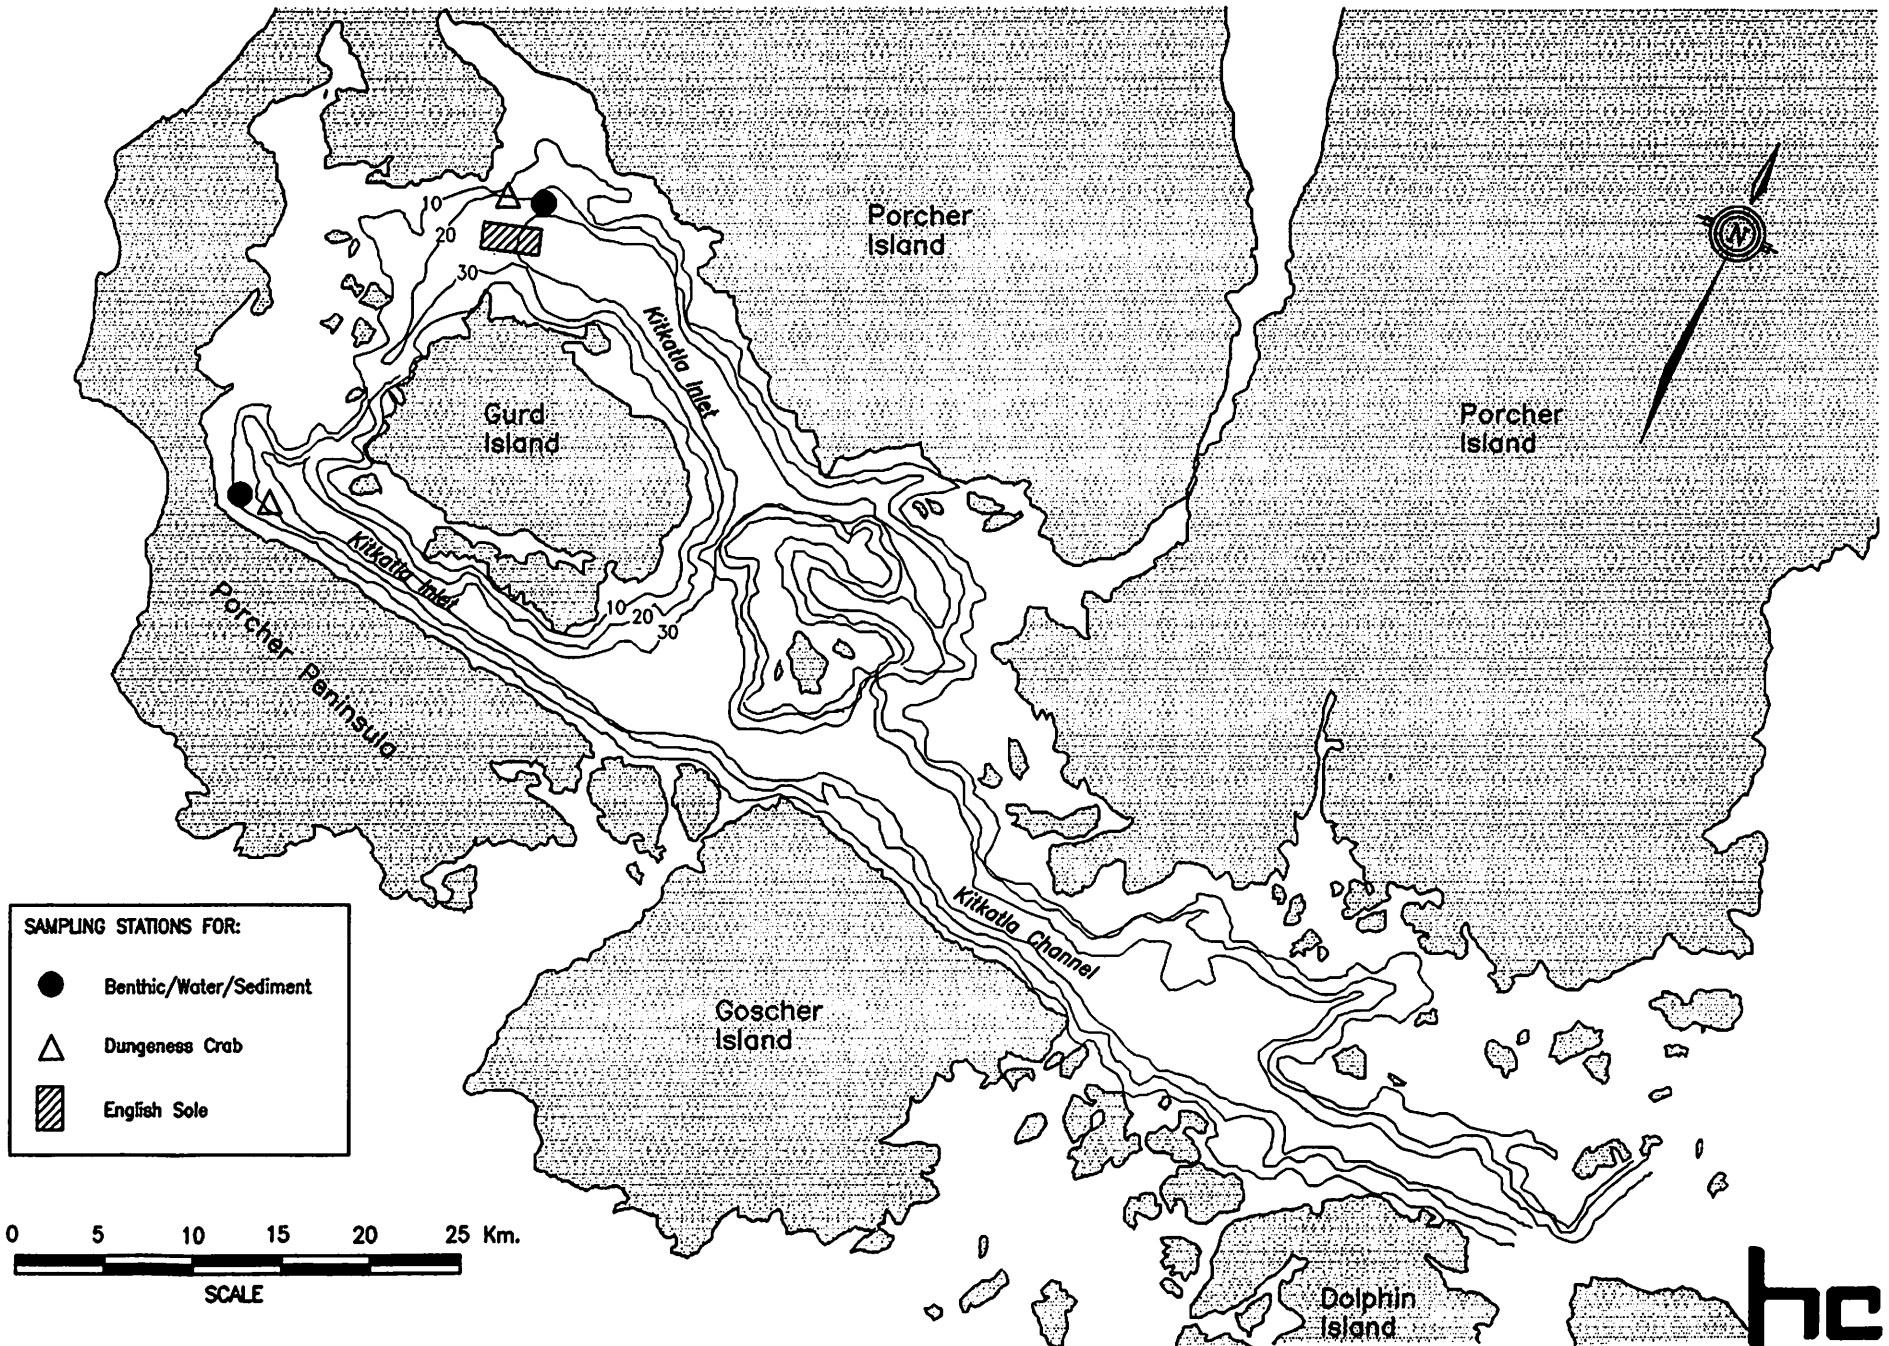 Porcher
Island
10
20
30
Kitkatla Inlet
N
Gurd
Island
Porcher
Island
Kitkatla Inlet
Porcher Peninsula
10
20
30
Kitkatla Channel
Goscher
Island
SAMPLING STATIONS FOR:
Benthic/Water/Sediment
Dungeness Crab
English Sole
0 5 10 15 20 25 Km.
SCALE
Dolphin
Island
hc